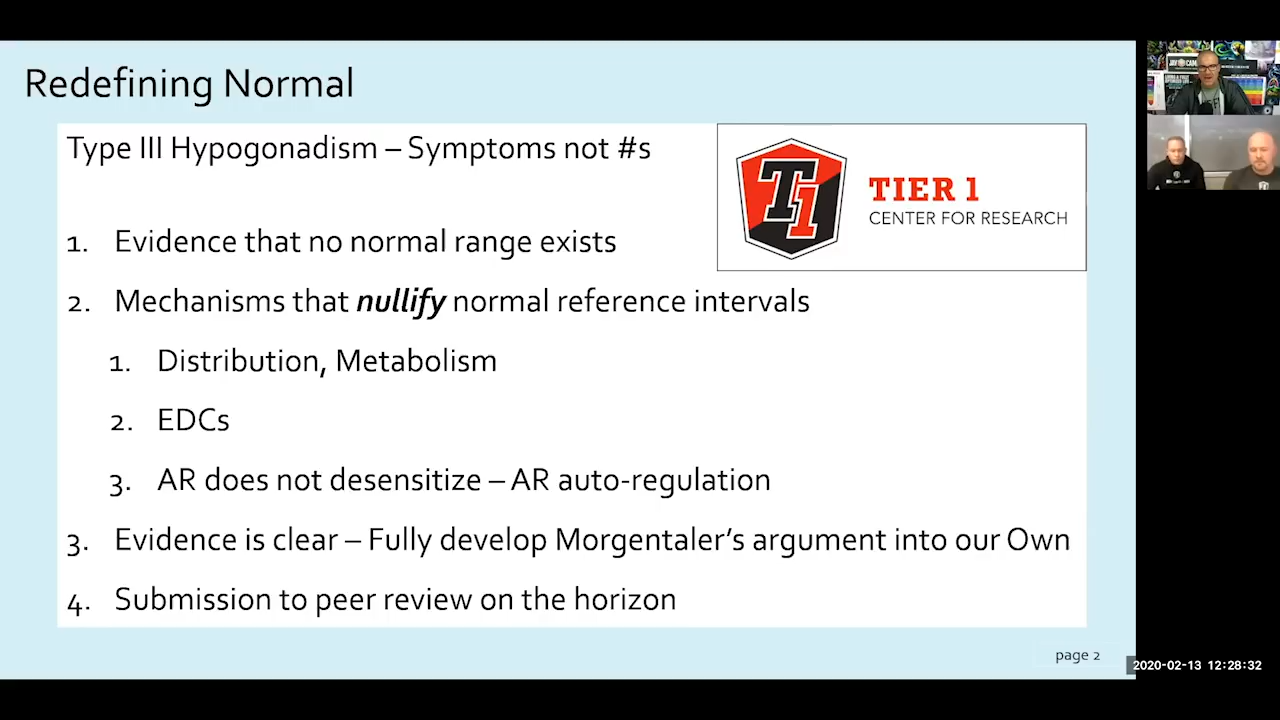 Redefining Normal
Type III Hypogonadism – Symptoms not #s
T1
TIER 1
CENTER FOR RESEARCH
1. Evidence that no normal range exists
2. Mechanisms that nullify normal reference intervals
1. Distribution, Metabolism
2. EDCs
3. AR does not desensitize – AR auto-regulation
3. Evidence is clear – Fully develop Morgentaler's argument into our Own
4. Submission to peer review on the horizon
page 2
2020-02-13 12:28:32